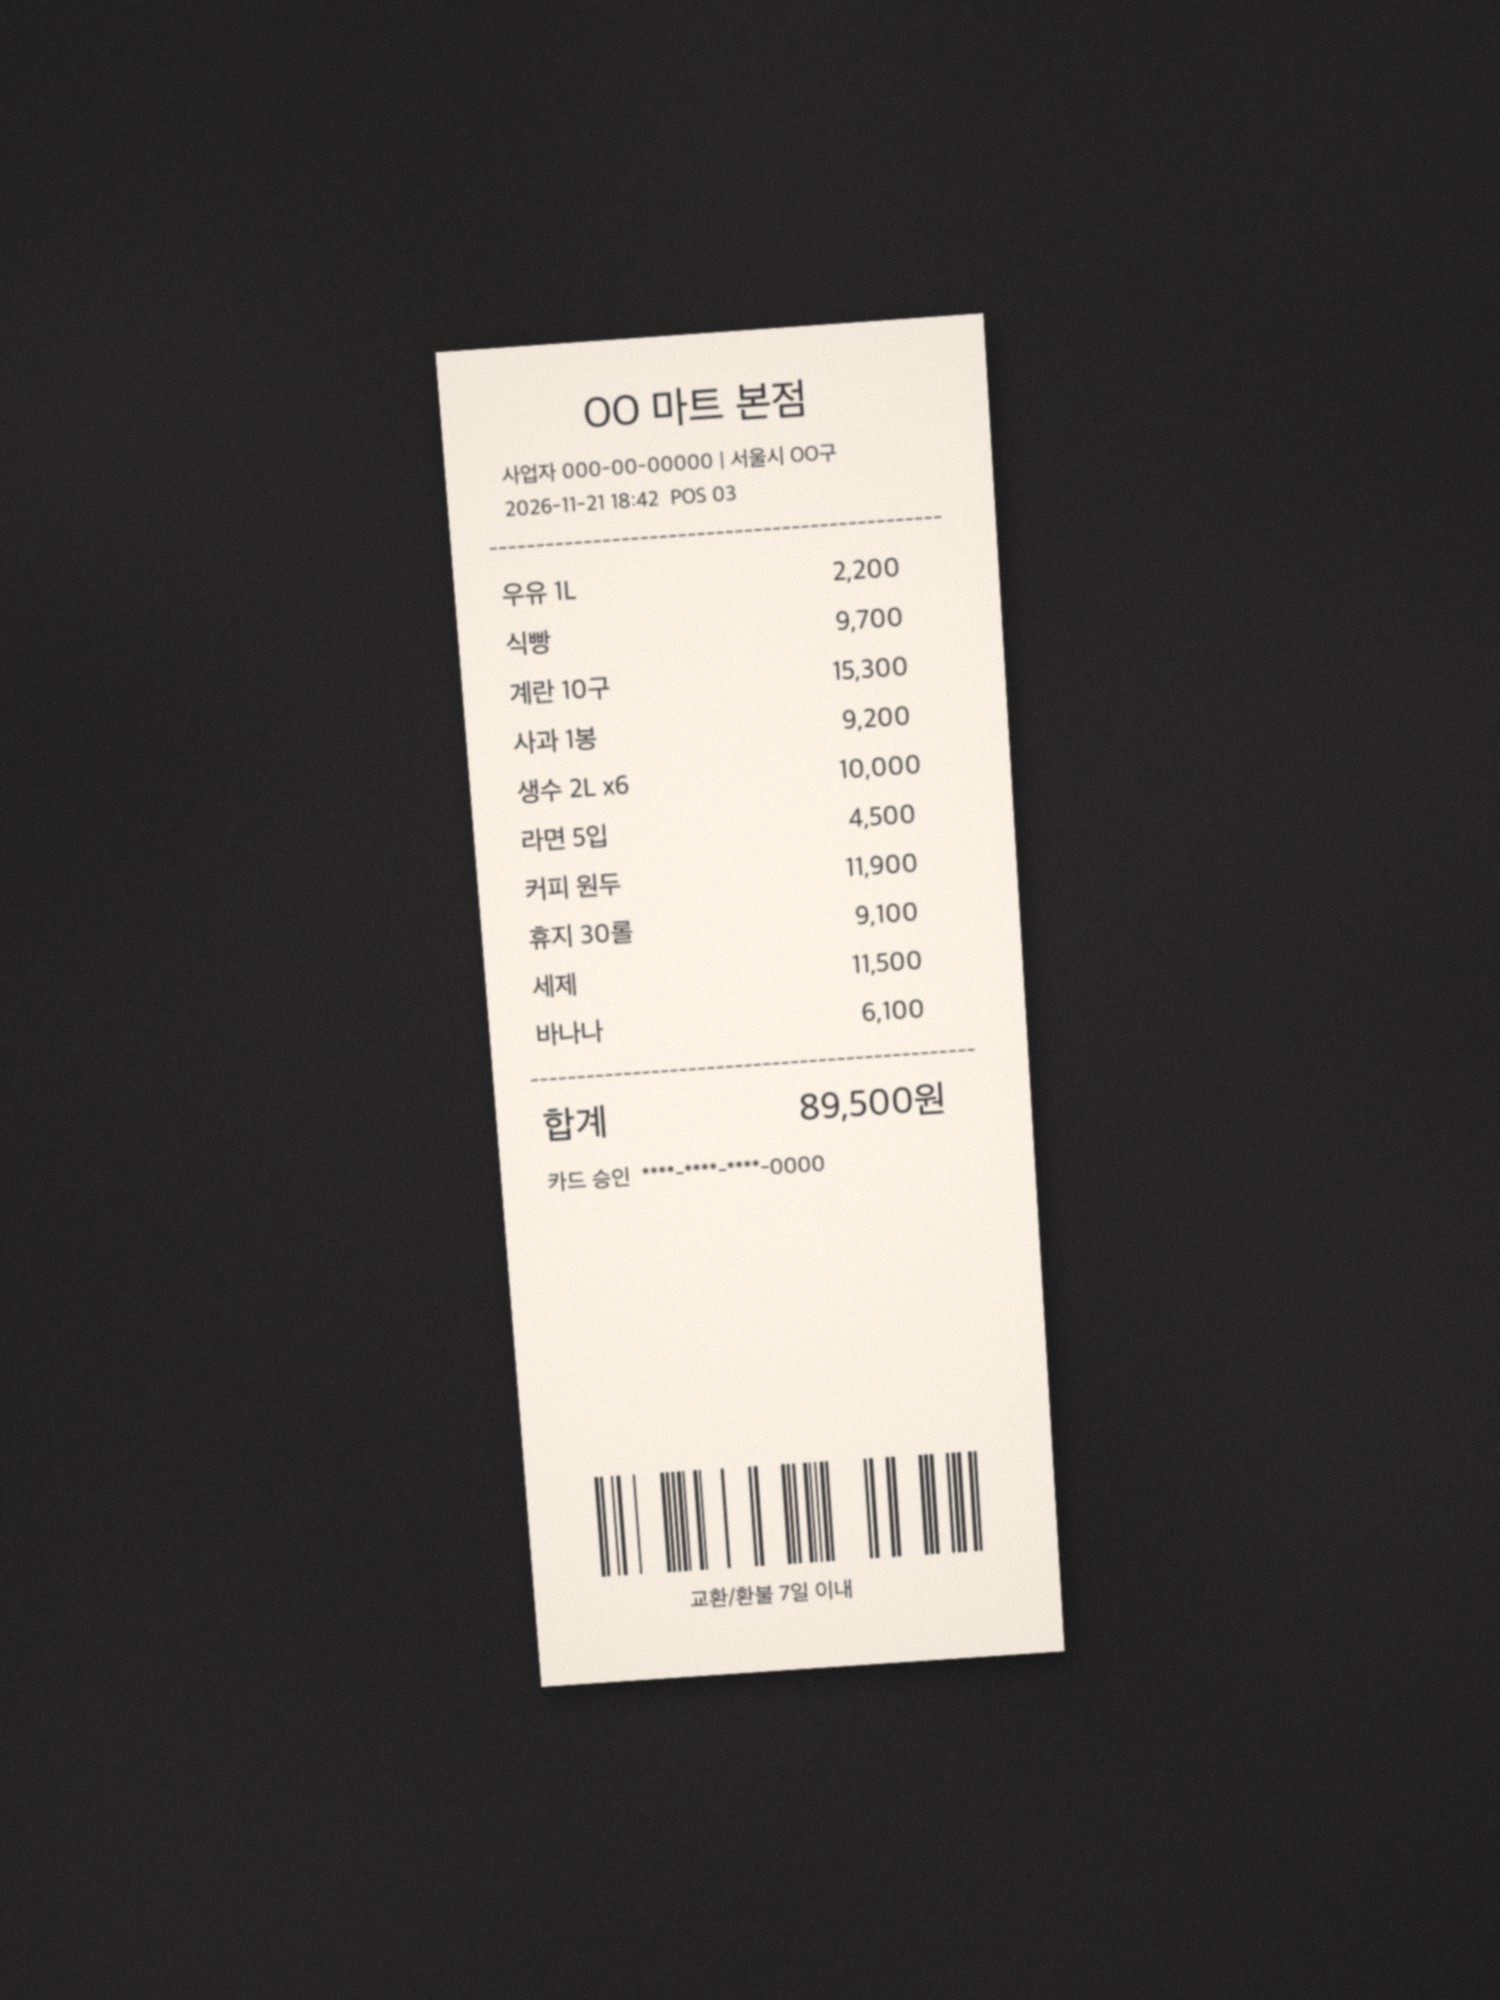 OO 마트 본점
사업자 000-00-00000 | 서울시 OO구
2026-11-21 18:42 POS 03
우유 1L 2,200
식빵 9,700
계란 10구 15,300
사과 1봉 9,200
생수 2L x6 10,000
라면 5입 4,500
커피 원두 11,900
휴지 30롤 9,100
세제 11,500
바나나 6,100
합계 89,500원
카드 승인 ****-****-****-0000
교환/환불 7일 이내